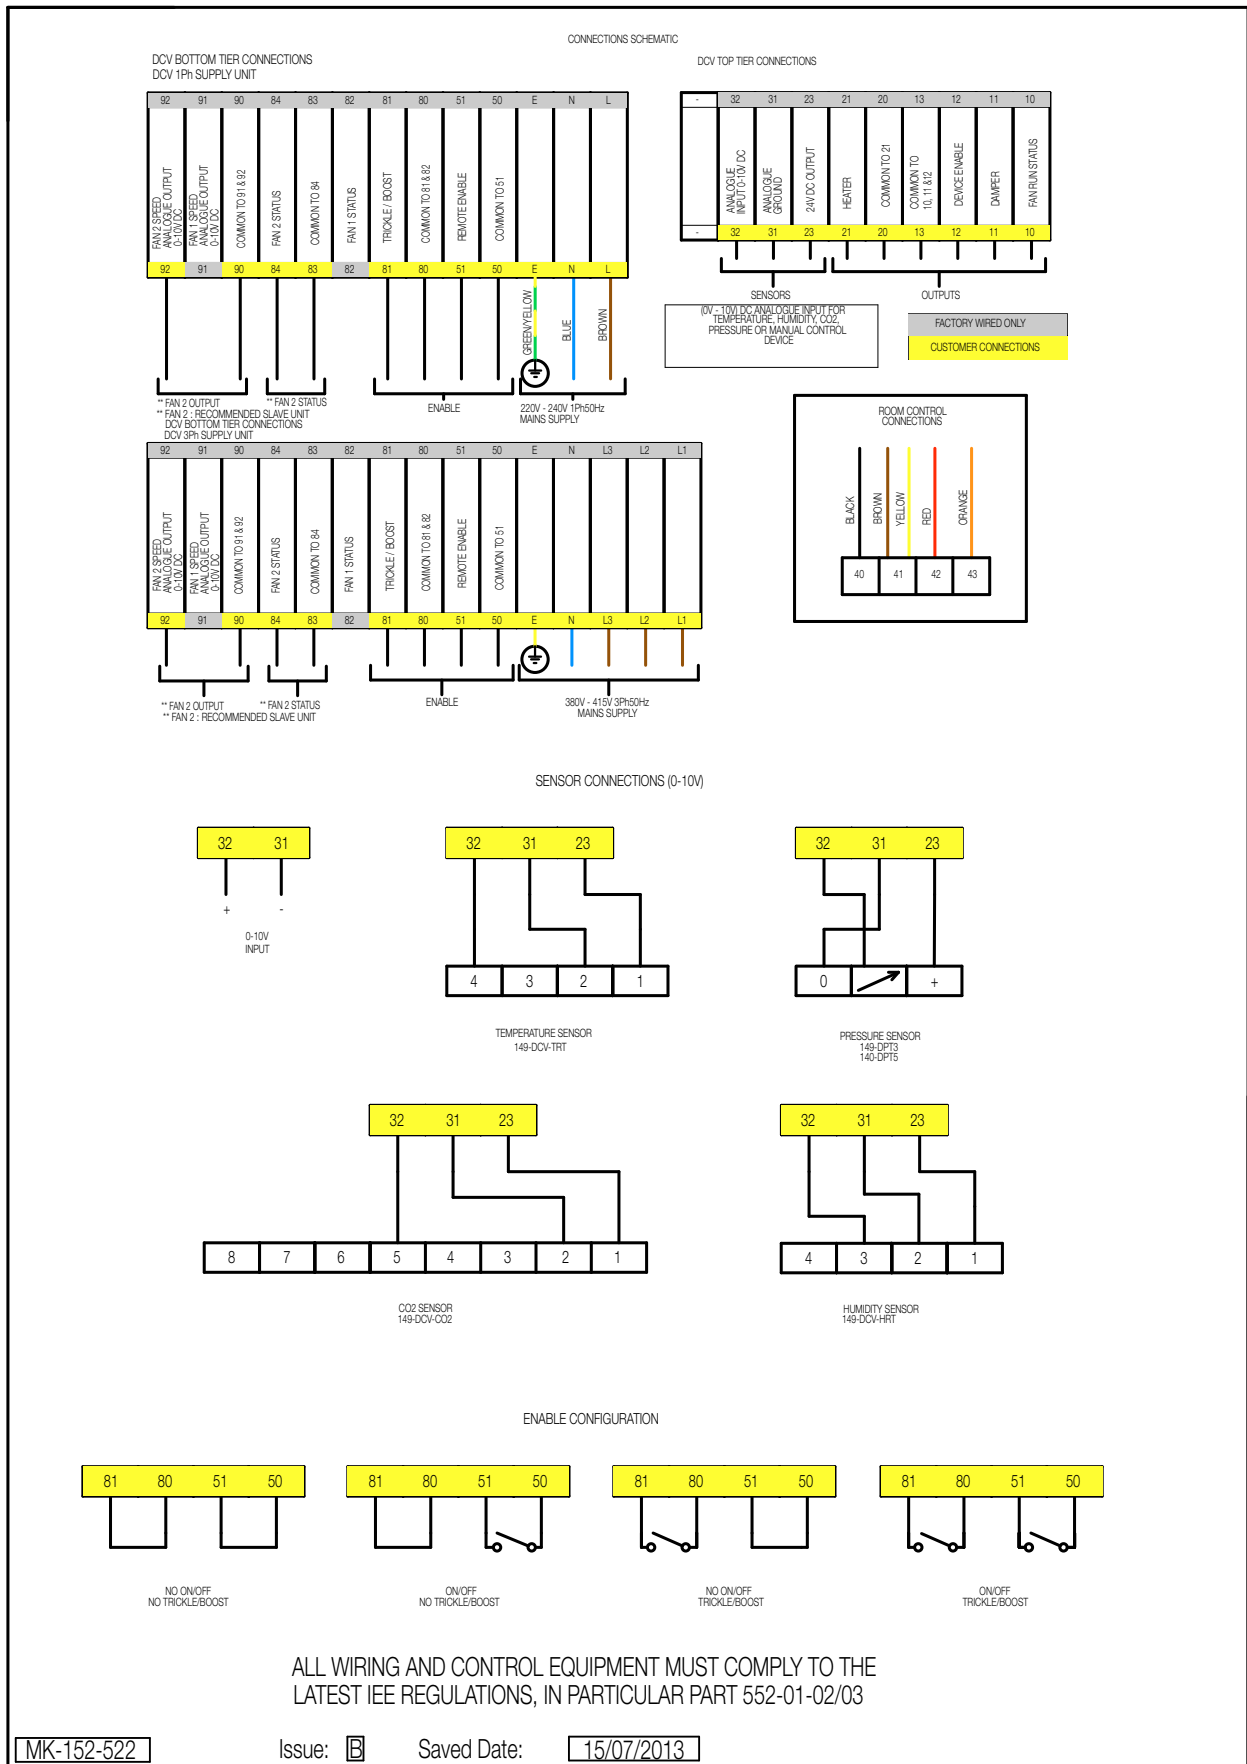 CONNECTIONS SCHEMATIC
DCV BOTTOM TIER CONNECTIONS
DCV 1Ph SUPPLY UNIT
92 91 90 84 83 82 81 80 51 50 E N L
FAN 2 SPEED
ANALOGUE OUTPUT
0-10V DC
FAN 1 SPEED
ANALOGUE OUTPUT
0-10V DC
COMMON TO 91 & 92
FAN 2 STATUS
COMMON TO 84
FAN 1 STATUS
TRICKLE / BOOST
COMMON TO 81 & 82
REMOTE ENABLE
COMMON TO 51
92 91 90 84 83 82 81 80 51 50 E N L
GREEN/YELLOW
BLUE
BROWN
** FAN 2 OUTPUT
** FAN 2 STATUS
** FAN 2 : RECOMMENDED SLAVE UNIT
ENABLE
220V - 240V 1Ph50Hz
MAINS SUPPLY
DCV TOP TIER CONNECTIONS
- 32 31 23 21 20 13 12 11 10
ANALOGUE
INPUT 0-10V DC
ANALOGUE
GROUND
24V DC OUTPUT
HEATER
COMMON TO 21
COMMON TO
10, 11 &12
DEVICE ENABLE
DAMPER
FAN RUN STATUS
- 32 31 23 21 20 13 12 11 10
SENSORS
OUTPUTS
(0V - 10V) DC ANALOGUE INPUT FOR
TEMPERATURE, HUMIDITY, CO2,
PRESSURE OR MANUAL CONTROL
DEVICE
FACTORY WIRED ONLY
CUSTOMER CONNECTIONS
DCV BOTTOM TIER CONNECTIONS
DCV 3Ph SUPPLY UNIT
92 91 90 84 83 82 81 80 51 50 E N L3 L2 L1
FAN 2 SPEED
ANALOGUE OUTPUT
0-10V DC
FAN 1 SPEED
ANALOGUE OUTPUT
0-10V DC
COMMON TO 91 & 92
FAN 2 STATUS
COMMON TO 84
FAN 1 STATUS
TRICKLE / BOOST
COMMON TO 81 & 82
REMOTE ENABLE
COMMON TO 51
92 91 90 84 83 82 81 80 51 50 E N L3 L2 L1
** FAN 2 OUTPUT
** FAN 2 STATUS
** FAN 2 : RECOMMENDED SLAVE UNIT
ENABLE
380V - 415V 3Ph50Hz
MAINS SUPPLY
ROOM CONTROL
CONNECTIONS
BLACK
BROWN
YELLOW
RED
ORANGE
40 41 42 43
SENSOR CONNECTIONS (0-10V)
32 31
+ -
0-10V
INPUT
32 31 23
4 3 2 1
TEMPERATURE SENSOR
149-DCV-TRT
32 31 23
0 +
PRESSURE SENSOR
149-DPT3
140-DPT5
32 31 23
8 7 6 5 4 3 2 1
CO2 SENSOR
149-DCV-CO2
32 31 23
4 3 2 1
HUMIDITY SENSOR
149-DCV-HRT
ENABLE CONFIGURATION
81 80 51 50
NO ON/OFF
NO TRICKLE/BOOST
81 80 51 50
ON/OFF
NO TRICKLE/BOOST
81 80 51 50
NO ON/OFF
TRICKLE/BOOST
81 80 51 50
ON/OFF
TRICKLE/BOOST
ALL WIRING AND CONTROL EQUIPMENT MUST COMPLY TO THE
LATEST IEE REGULATIONS, IN PARTICULAR PART 552-01-02/03
MK-152-522 Issue: B Saved Date: 15/07/2013